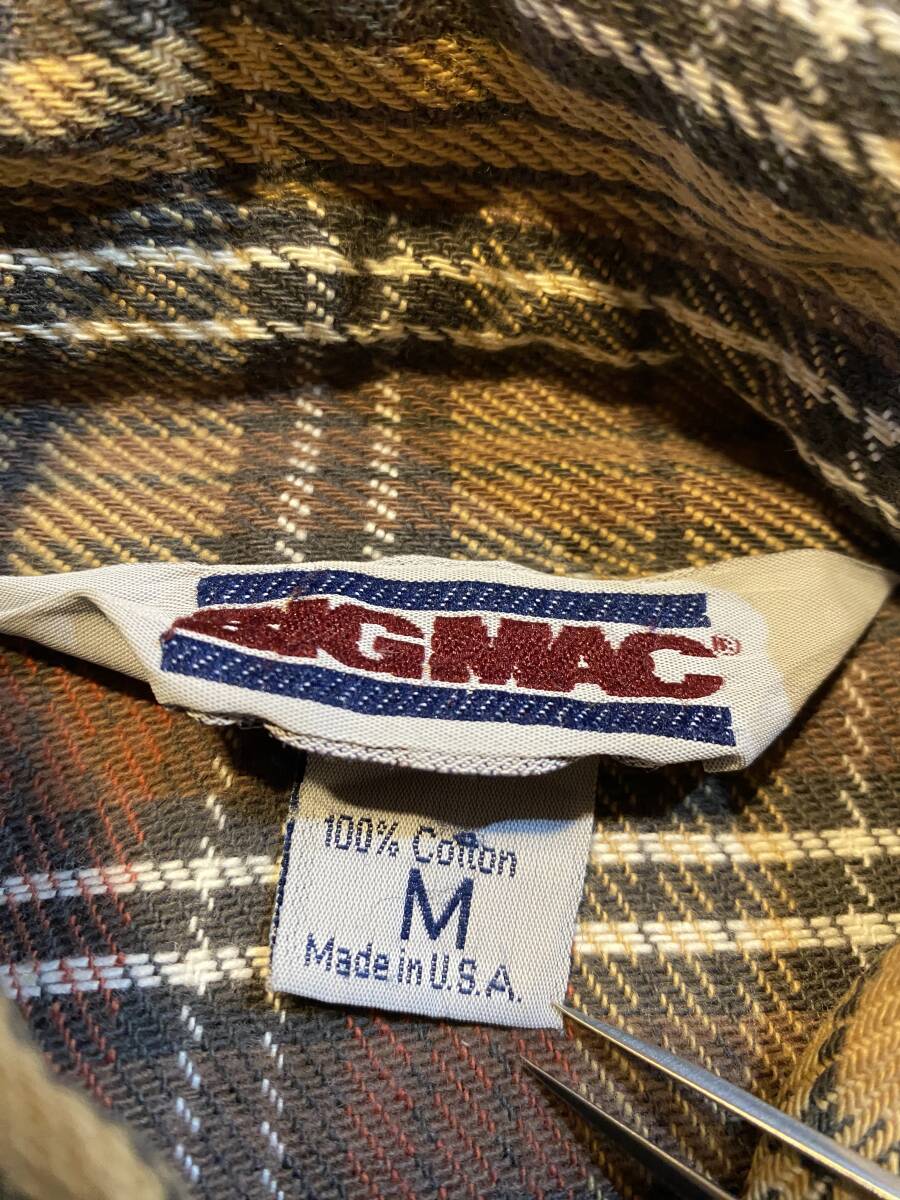 BIG MAC®
100% Cotton
M
Made in U.S.A.